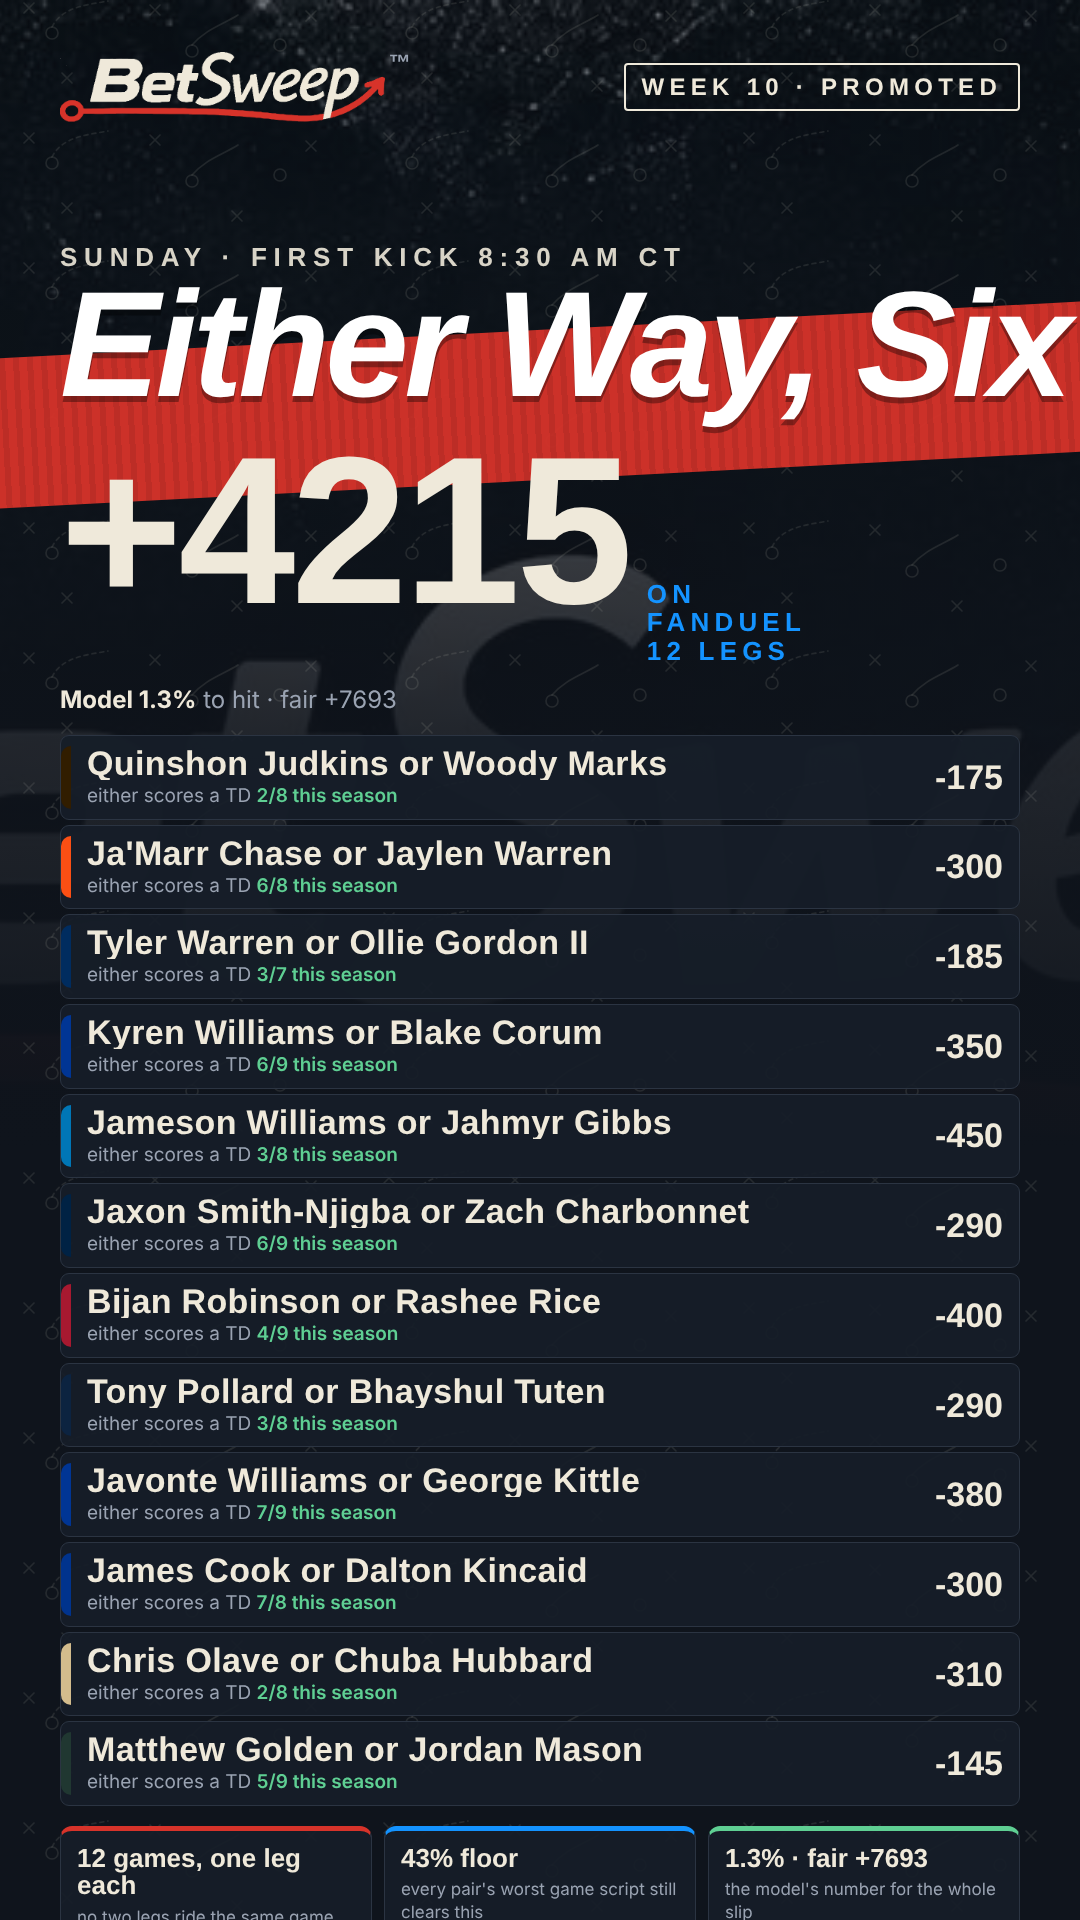 BetSweep™
WEEK 10 · PROMOTED
SUNDAY · FIRST KICK 8:30 AM CT
Either Way, Six
+4215
ON
FANDUEL
12 LEGS
Model 1.3% to hit · fair +7693
Quinshon Judkins or Woody Marks
either scores a TD 2/8 this season
-175
Ja'Marr Chase or Jaylen Warren
either scores a TD 6/8 this season
-300
Tyler Warren or Ollie Gordon II
either scores a TD 3/7 this season
-185
Kyren Williams or Blake Corum
either scores a TD 6/9 this season
-350
Jameson Williams or Jahmyr Gibbs
either scores a TD 3/8 this season
-450
Jaxon Smith-Njigba or Zach Charbonnet
either scores a TD 6/9 this season
-290
Bijan Robinson or Rashee Rice
either scores a TD 4/9 this season
-400
Tony Pollard or Bhayshul Tuten
either scores a TD 3/8 this season
-290
Javonte Williams or George Kittle
either scores a TD 7/9 this season
-380
James Cook or Dalton Kincaid
either scores a TD 7/8 this season
-300
Chris Olave or Chuba Hubbard
either scores a TD 2/8 this season
-310
Matthew Golden or Jordan Mason
either scores a TD 5/9 this season
-145
12 games, one leg
each
no two legs ride the same game
43% floor
every pair's worst game script still
clears this
1.3% · fair +7693
the model's number for the whole
slip